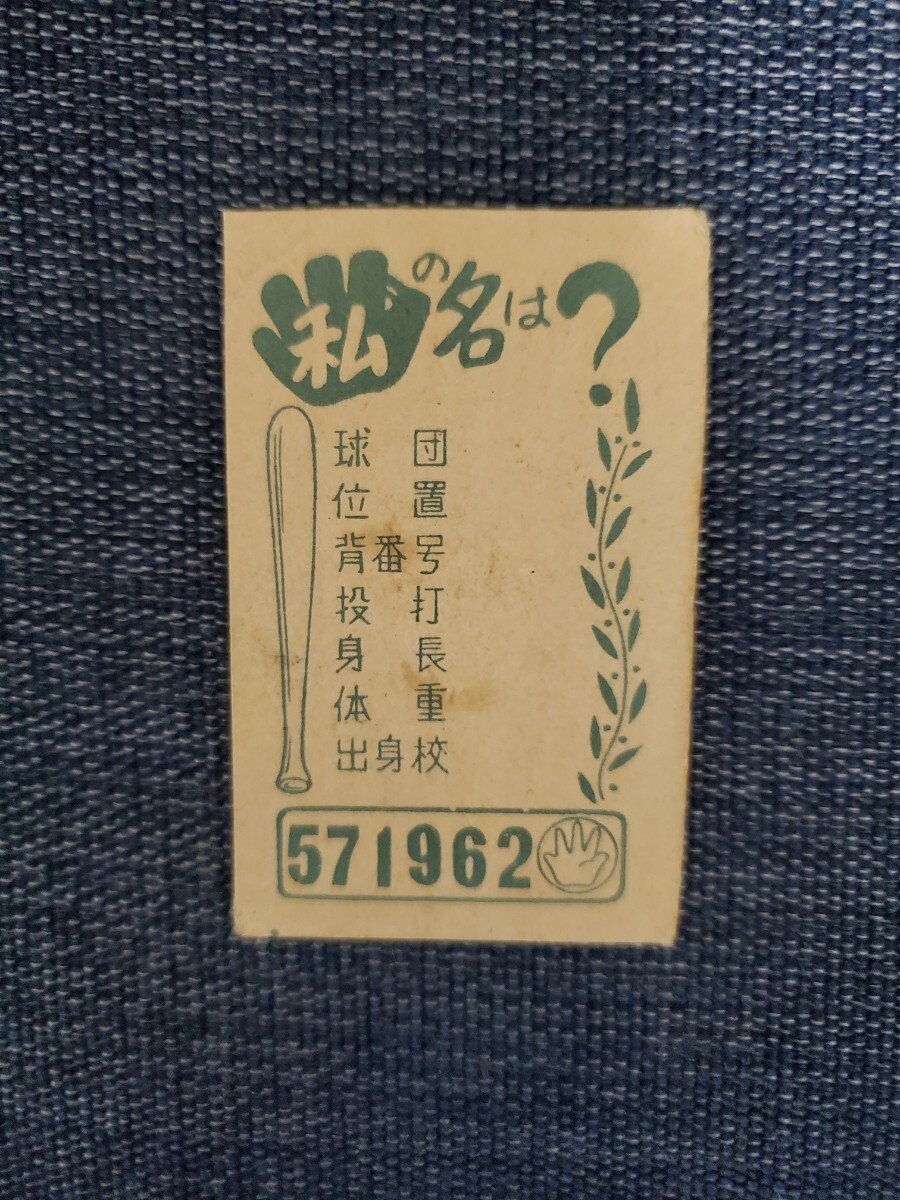 私の名は?
球団
位置
背番号
投打
身長
体重
出身校
571962